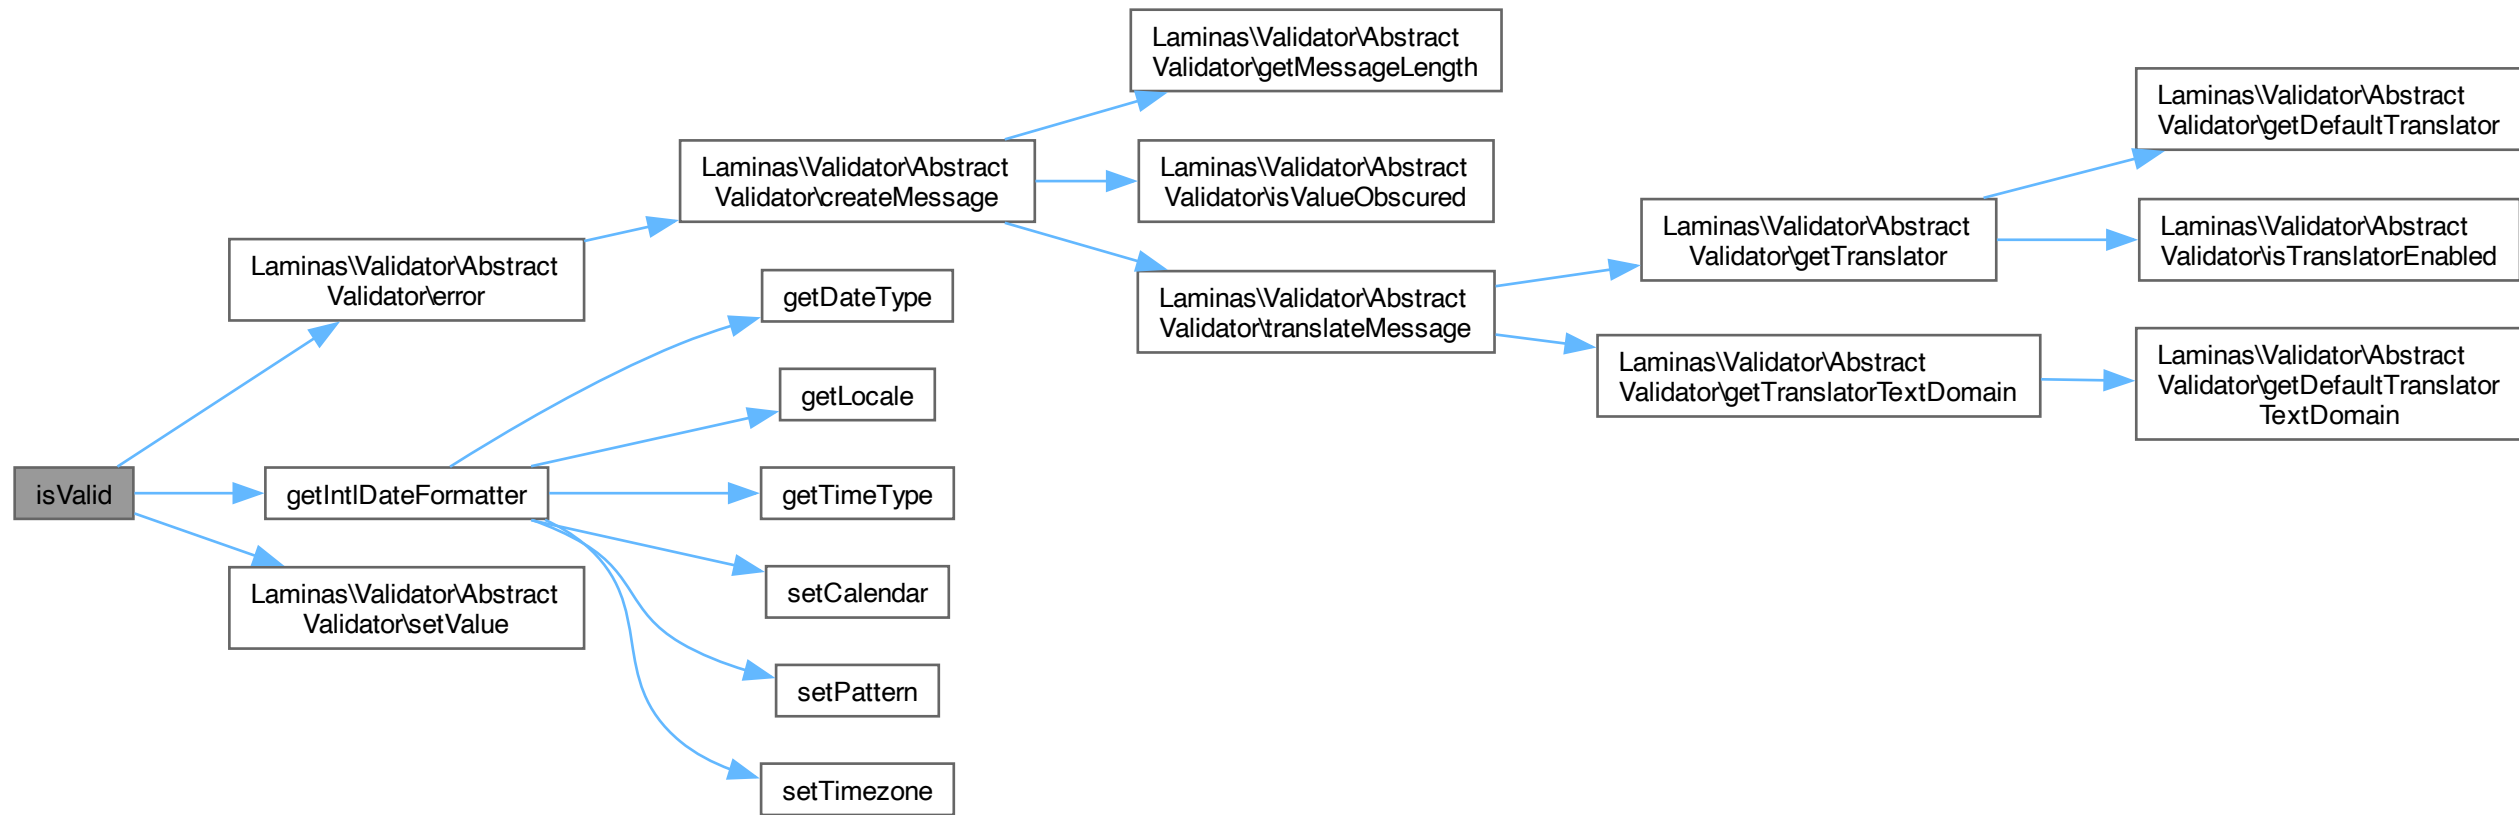 isValid
Laminas\Validator\Abstract
Validator\error
getIntlDateFormatter
Laminas\Validator\Abstract
Validator\setValue
Laminas\Validator\Abstract
Validator\createMessage
getDateType
getLocale
getTimeType
setCalendar
setPattern
setTimezone
Laminas\Validator\Abstract
Validator\getMessageLength
Laminas\Validator\Abstract
Validator\isValueObscured
Laminas\Validator\Abstract
Validator\translateMessage
Laminas\Validator\Abstract
Validator\getTranslator
Laminas\Validator\Abstract
Validator\getTranslatorTextDomain
Laminas\Validator\Abstract
Validator\getDefaultTranslator
Laminas\Validator\Abstract
Validator\isTranslatorEnabled
Laminas\Validator\Abstract
Validator\getDefaultTranslator
TextDomain